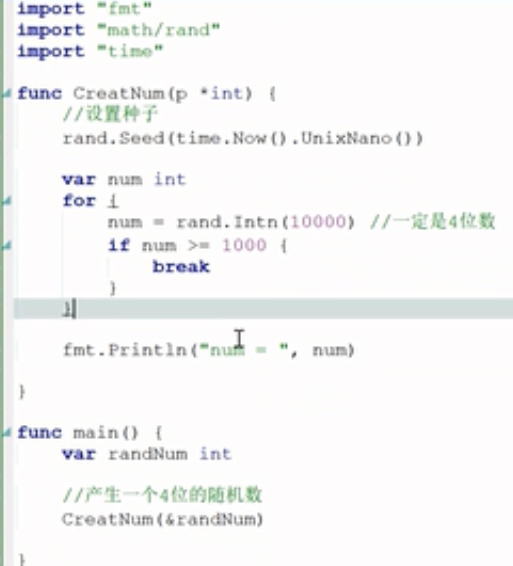 import "fmt"
import "math/rand"
import "time"
func CreatNum(p *int) {
//设置种子
rand.Seed(time.Now().UnixNano())
var num int
for {
num = rand.Intn(10000) //一定是4位数
if num >= 1000 {
break
}
}
fmt.Println("num = ", num)
}
func main() {
var randNum int
//产生一个4位的随机数
CreatNum(&randNum)
}